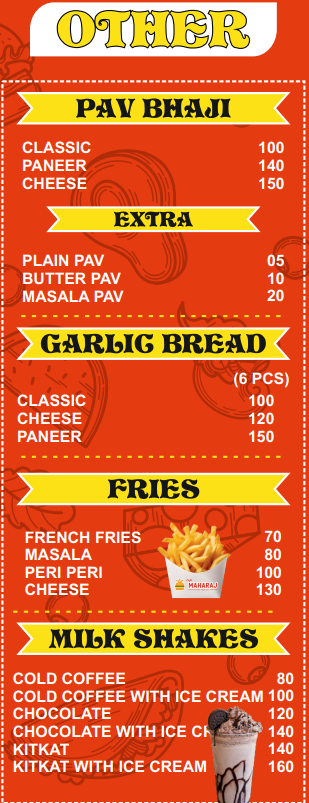 OTHER
PAV BHAJI
CLASSIC 100
PANEER 140
CHEESE 150
EXTRA
PLAIN PAV 05
BUTTER PAV 10
MASALA PAV 20
GARLIC BREAD
(6 PCS)
CLASSIC 100
CHEESE 120
PANEER 150
FRIES
FRENCH FRIES 70
MASALA 80
PERI PERI 100
CHEESE 130
MAHARAJ
MILK SHAKES
COLD COFFEE 80
COLD COFFEE WITH ICE CREAM 100
CHOCOLATE 120
CHOCOLATE WITH ICE CR 140
KITKAT 140
KITKAT WITH ICE CREAM 160